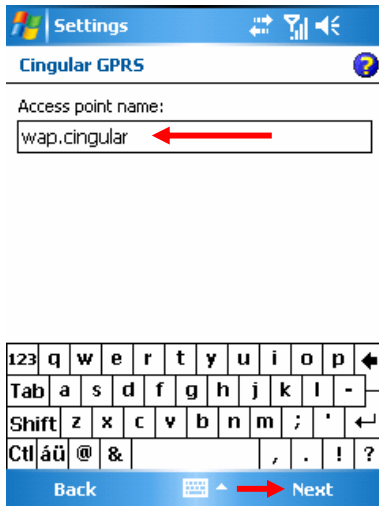 Settings
Cingular GPRS
?
Access point name:
wap.cingular
123 q w e r t y u i o p
Tab a s d f g h j k l -
Shift z x c v b n m ; '
Ctl áü @ & , . ! ?
Back Next